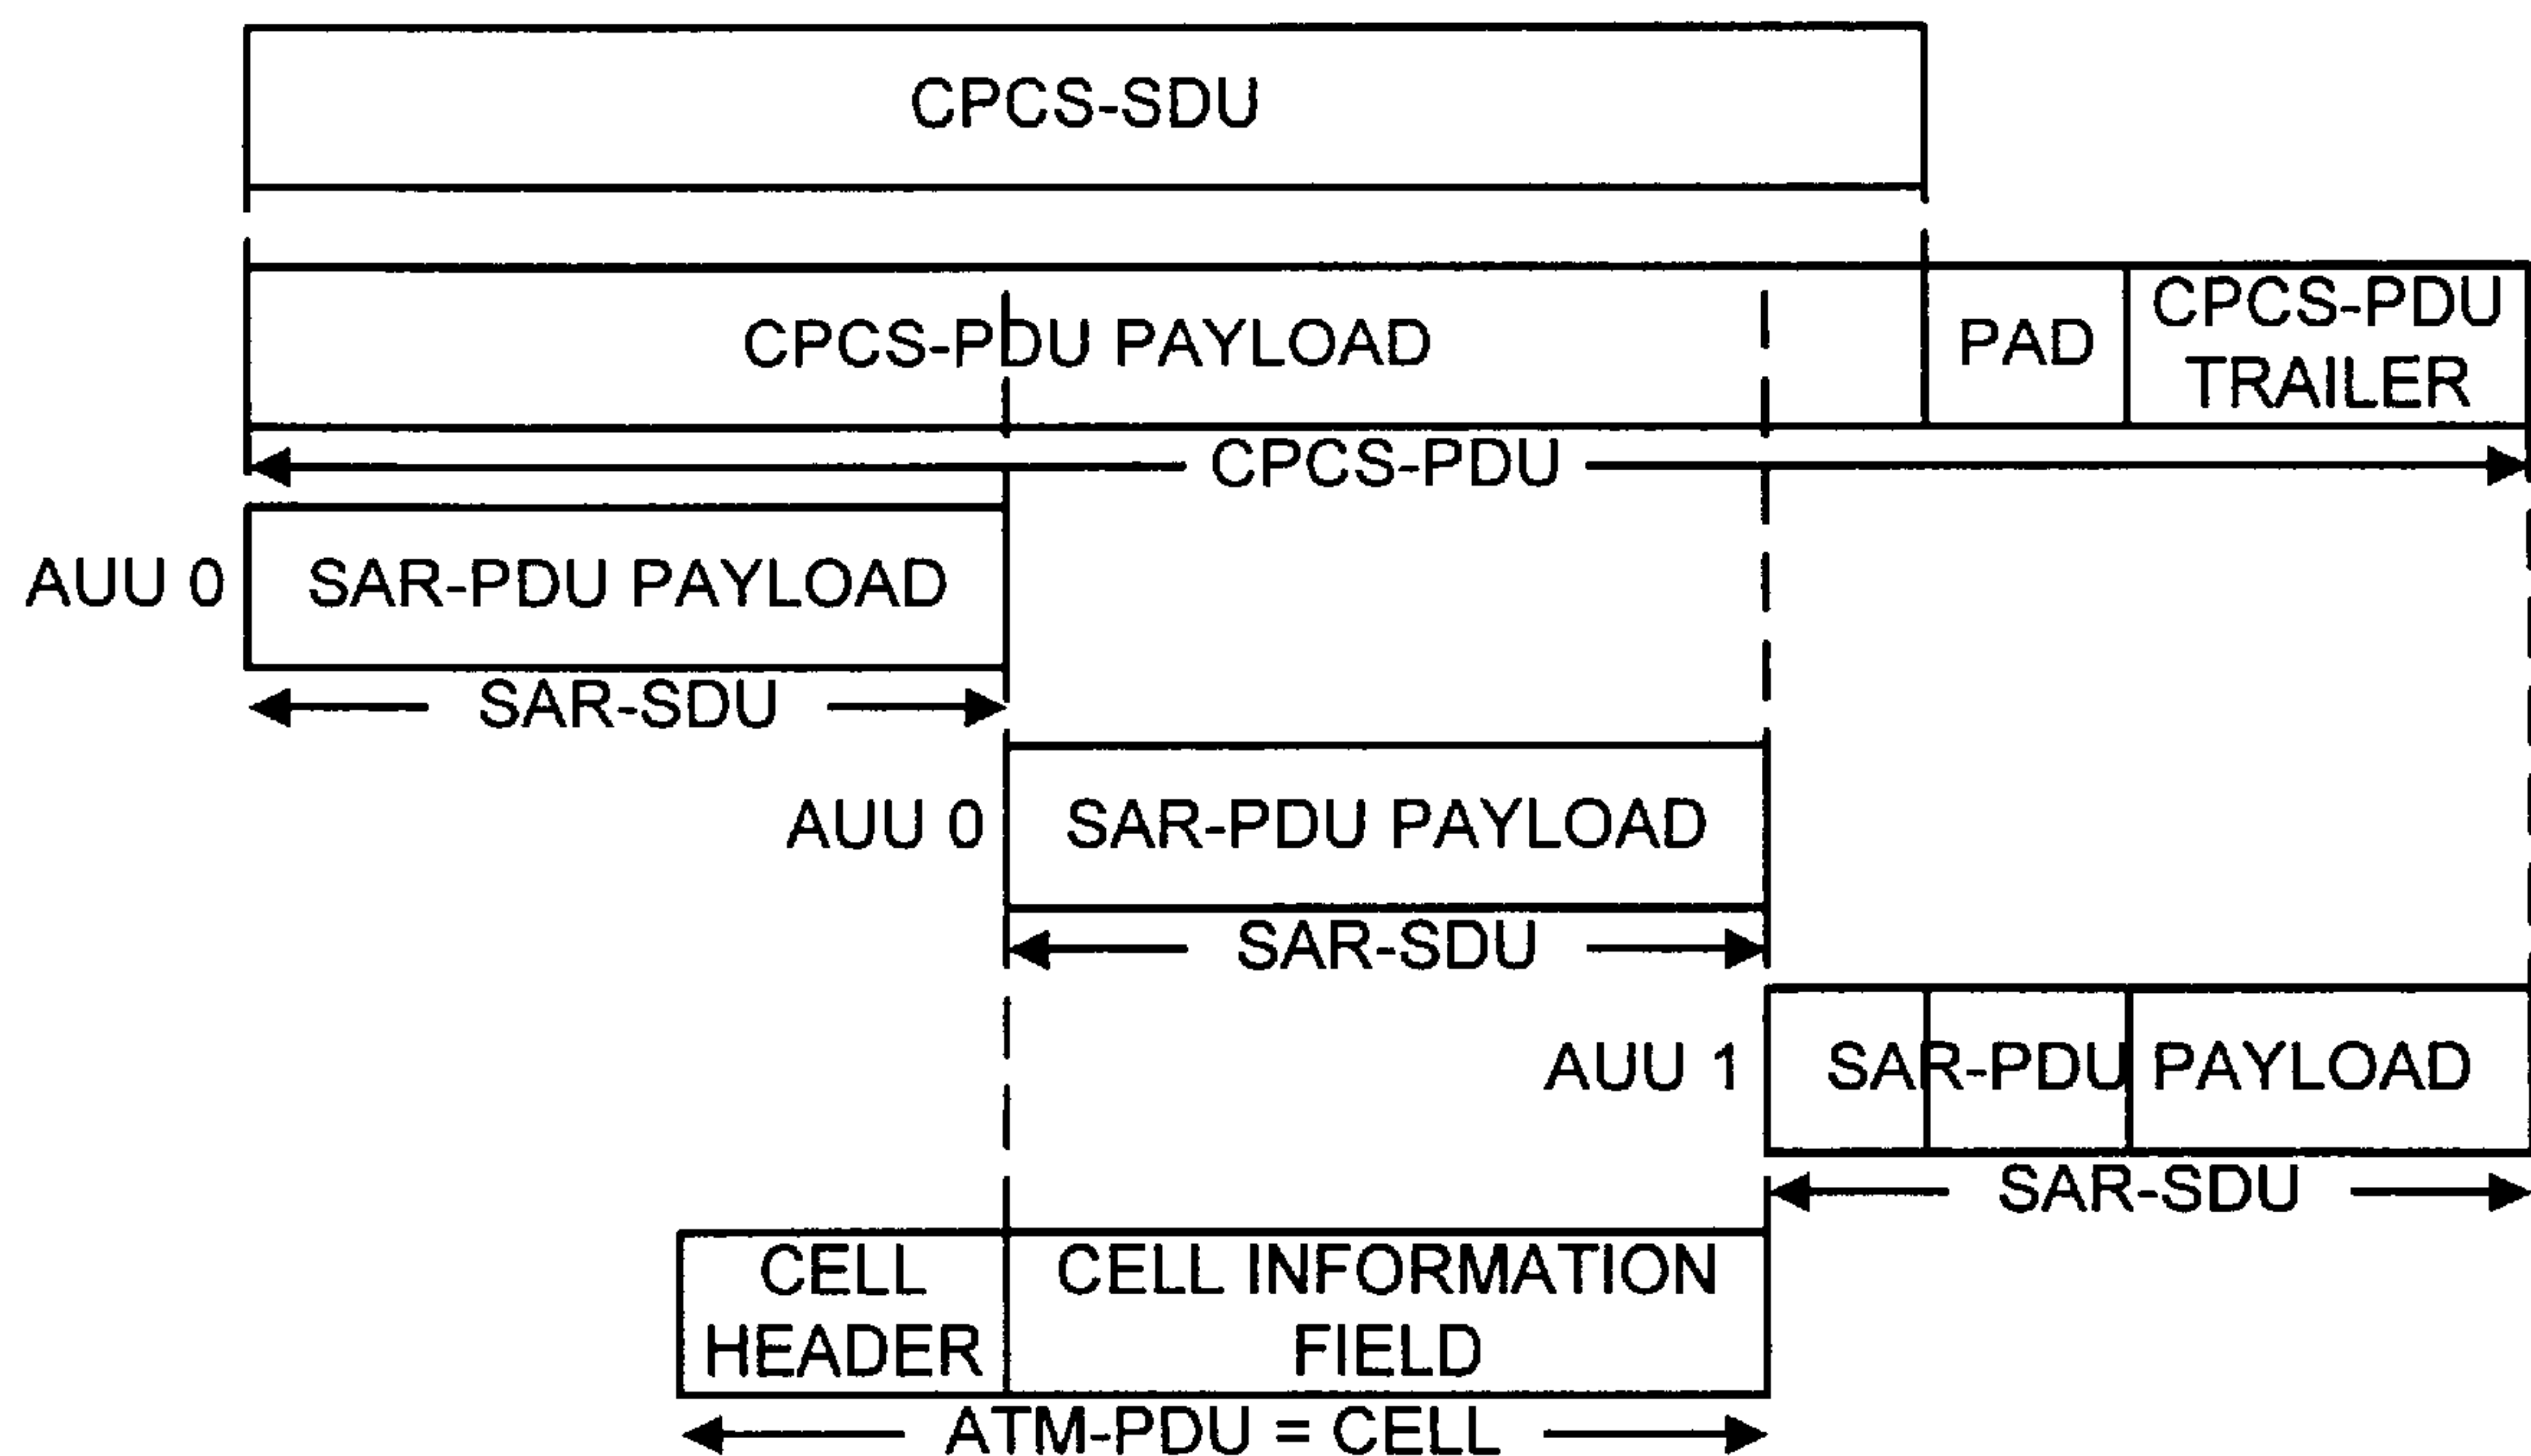 CPCS-SDU
CPCS-PDU PAYLOAD
PAD
CPCS-PDU
TRAILER
CPCS-PDU
AUU 0
SAR-PDU PAYLOAD
SAR-SDU
AUU 0
SAR-PDU PAYLOAD
SAR-SDU
AUU 1
SAR-PDU PAYLOAD
SAR-SDU
CELL
HEADER
CELL INFORMATION
FIELD
ATM-PDU = CELL